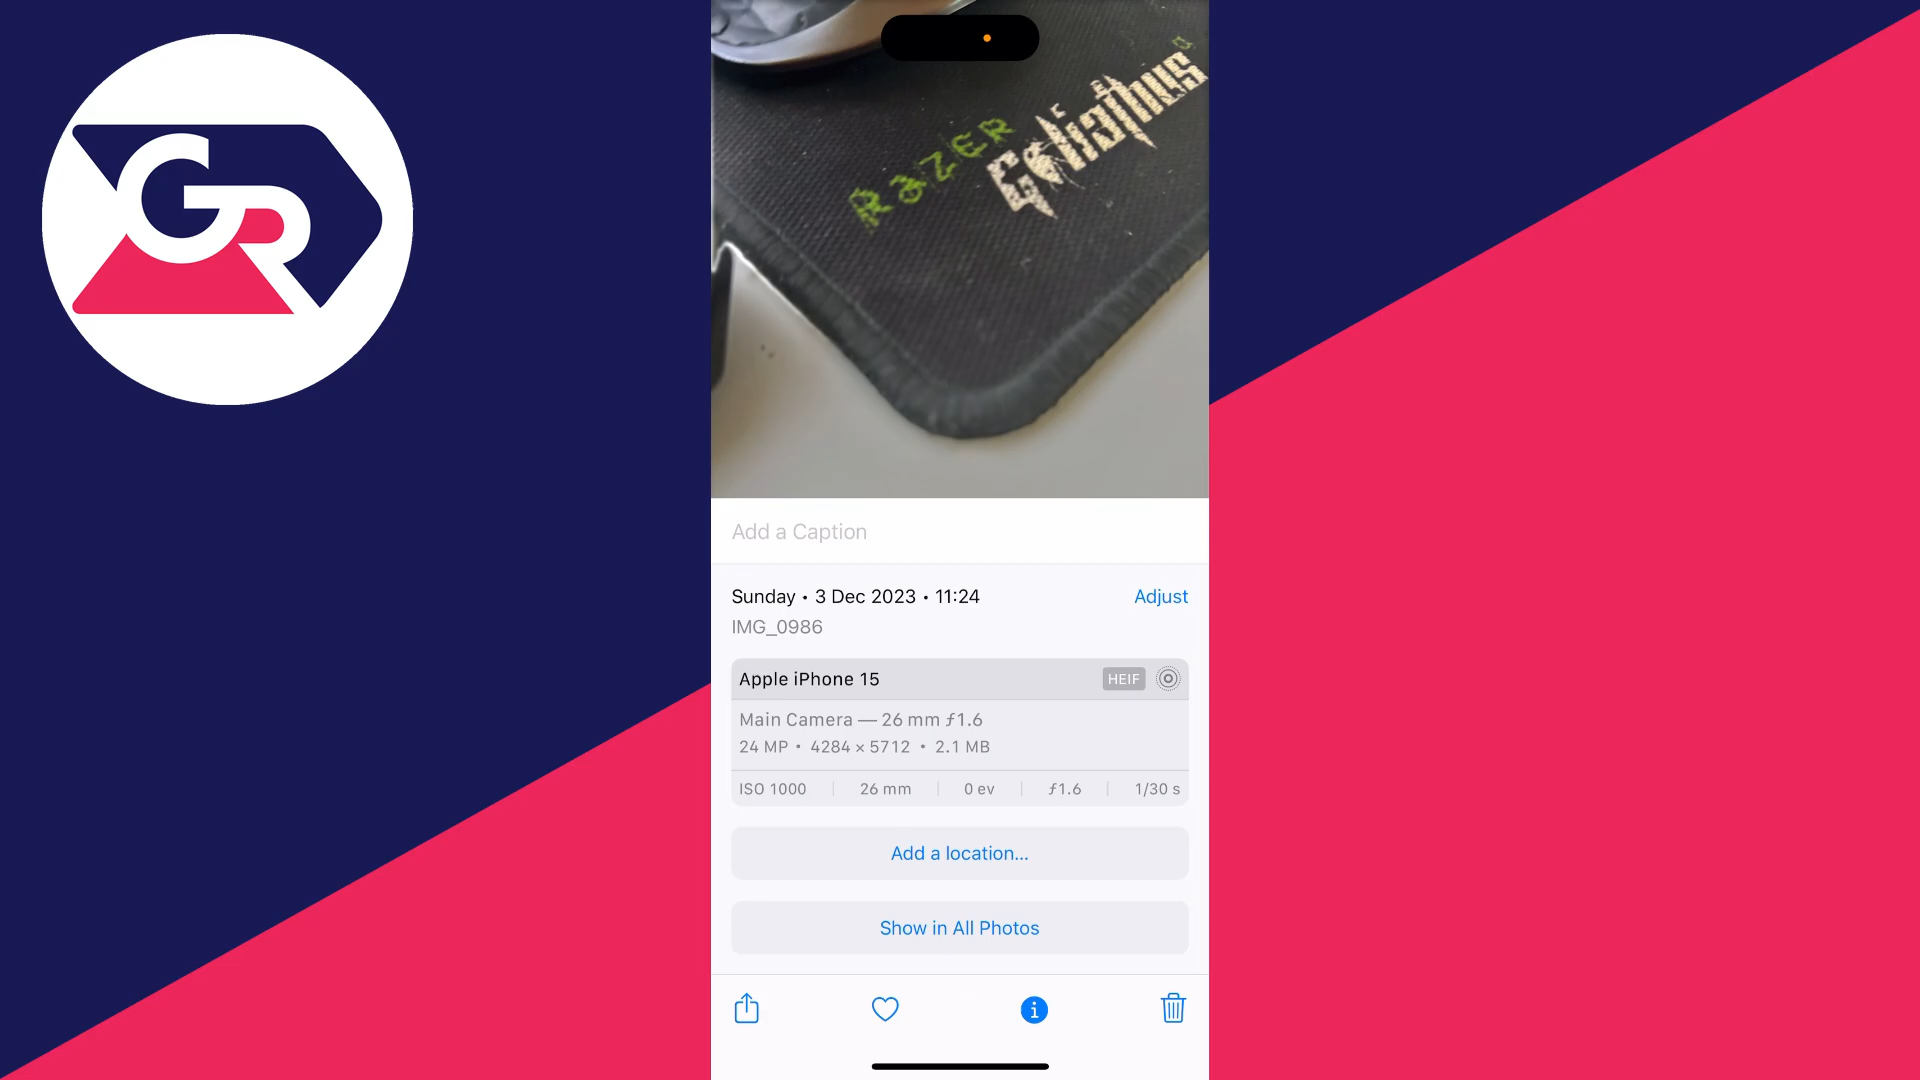 GR
RAZER
Goliathus
Add a Caption
Sunday • 3 Dec 2023 • 11:24
Adjust
IMG_0986
Apple iPhone 15
HEIF
Main Camera — 26 mm ƒ1.6
24 MP • 4284 × 5712 • 2.1 MB
ISO 1000 | 26 mm | 0 ev | ƒ1.6 | 1/30 s
Add a location...
Show in All Photos